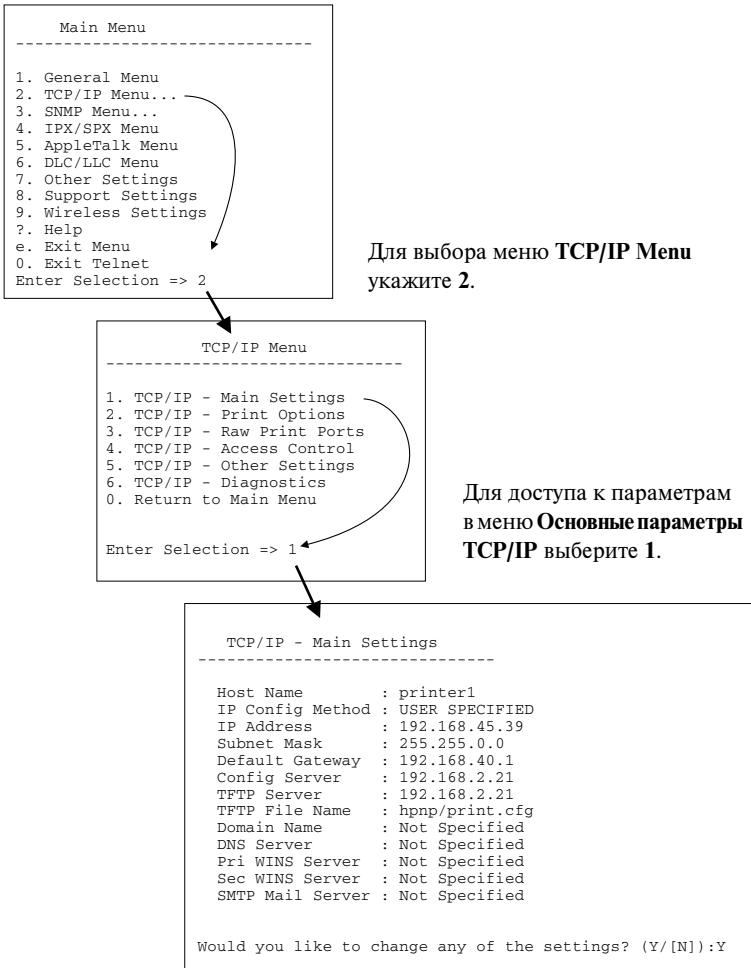 Main Menu
-------------------------------
1. General Menu
2. TCP/IP Menu...
3. SNMP Menu...
4. IPX/SPX Menu
5. AppleTalk Menu
6. DLC/LLC Menu
7. Other Settings
8. Support Settings
9. Wireless Settings
?. Help
e. Exit Menu
0. Exit Telnet
Enter Selection => 2
Для выбора меню TCP/IP Menu
укажите 2.
TCP/IP Menu
-------------------------------
1. TCP/IP - Main Settings
2. TCP/IP - Print Options
3. TCP/IP - Raw Print Ports
4. TCP/IP - Access Control
5. TCP/IP - Other Settings
6. TCP/IP - Diagnostics
0. Return to Main Menu
Enter Selection => 1
Для доступа к параметрам
в меню Основные параметры
TCP/IP выберите 1.
TCP/IP - Main Settings
-------------------------------
Host Name : printer1
IP Config Method : USER SPECIFIED
IP Address : 192.168.45.39
Subnet Mask : 255.255.0.0
Default Gateway : 192.168.40.1
Config Server : 192.168.2.21
TFTP Server : 192.168.2.21
TFTP File Name : hpnp/print.cfg
Domain Name : Not Specified
DNS Server : Not Specified
Pri WINS Server : Not Specified
Sec WINS Server : Not Specified
SMTP Mail Server : Not Specified
Would you like to change any of the settings? (Y/[N]):Y